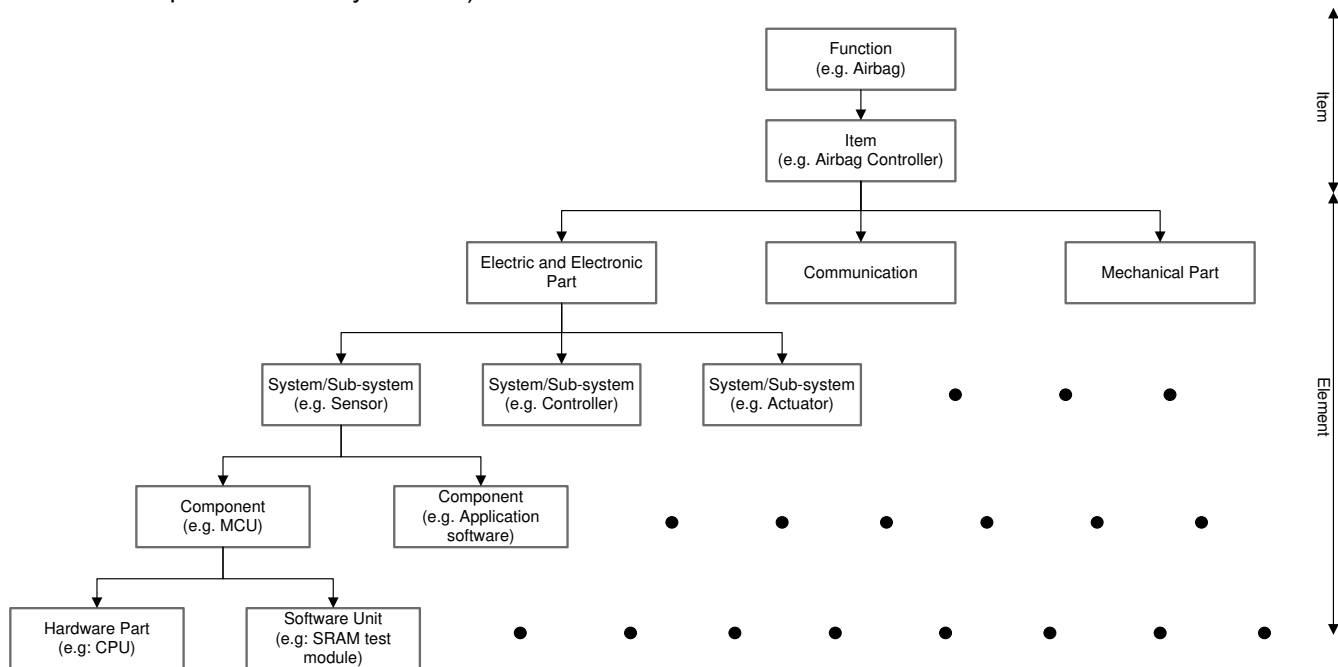 Function
(e.g. Airbag)
Item
(e.g. Airbag Controller)
Item
Electric and Electronic
Part
Communication
Mechanical Part
System/Sub-system
(e.g. Sensor)
System/Sub-system
(e.g. Controller)
System/Sub-system
(e.g. Actuator)
Element
Component
(e.g. MCU)
Component
(e.g. Application
software)
Hardware Part
(e.g: CPU)
Software Unit
(e.g: SRAM test
module)